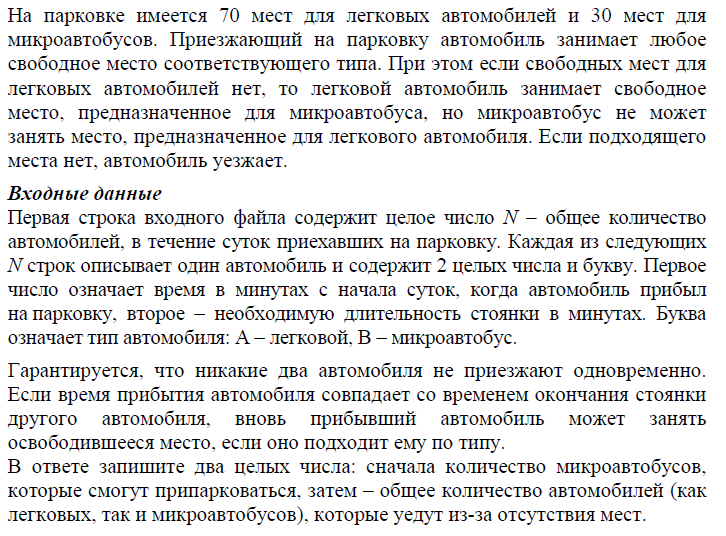 На парковке имеется 70 мест для легковых автомобилей и 30 мест для
микроавтобусов. Приезжающий на парковку автомобиль занимает любое
свободное место соответствующего типа. При этом если свободных мест для
легковых автомобилей нет, то легковой автомобиль занимает свободное
место, предназначенное для микроавтобуса, но микроавтобус не может
занять место, предназначенное для легкового автомобиля. Если подходящего
места нет, автомобиль уезжает.
Входные данные
Первая строка входного файла содержит целое число N – общее количество
автомобилей, в течение суток приехавших на парковку. Каждая из следующих
N строк описывает один автомобиль и содержит 2 целых числа и букву. Первое
число означает время в минутах с начала суток, когда автомобиль прибыл
на парковку, второе – необходимую длительность стоянки в минутах. Буква
означает тип автомобиля: A – легковой, B – микроавтобус.
Гарантируется, что никакие два автомобиля не приезжают одновременно.
Если время прибытия автомобиля совпадает со временем окончания стоянки
другого автомобиля, вновь прибывший автомобиль может занять
освободившееся место, если оно подходит ему по типу.
В ответе запишите два целых числа: сначала количество микроавтобусов,
которые смогут припарковаться, затем – общее количество автомобилей (как
легковых, так и микроавтобусов), которые уедут из-за отсутствия мест.